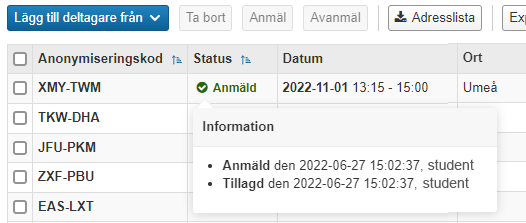 Lägg till deltagare från Ta bort Anmäl Avanmäl Adresslista
Anonymiseringskod Status Datum Ort
XMY-TWM Anmäld 2022-11-01 13:15 - 15:00 Umeå
TKW-DHA
Information
JFU-PKM
Anmäld den 2022-06-27 15:02:37, student
ZXF-PBU
Tillagd den 2022-06-27 15:02:37, student
EAS-LXT